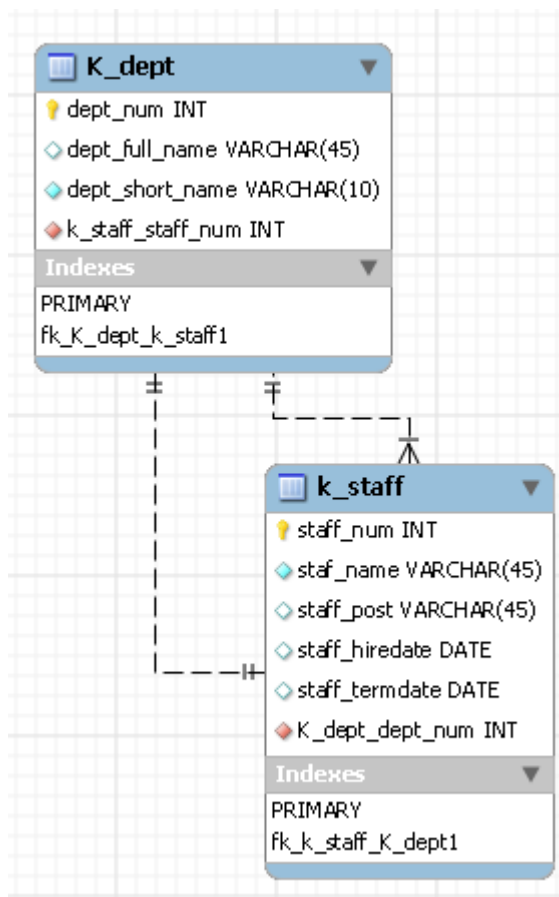 K_dept
dept_num INT
dept_full_name VARCHAR(45)
dept_short_name VARCHAR(10)
k_staff_staff_num INT
Indexes
PRIMARY
fk_K_dept_k_staff1
k_staff
staff_num INT
staf_name VARCHAR(45)
staff_post VARCHAR(45)
staff_hiredate DATE
staff_termdate DATE
K_dept_dept_num INT
Indexes
PRIMARY
fk_k_staff_K_dept1